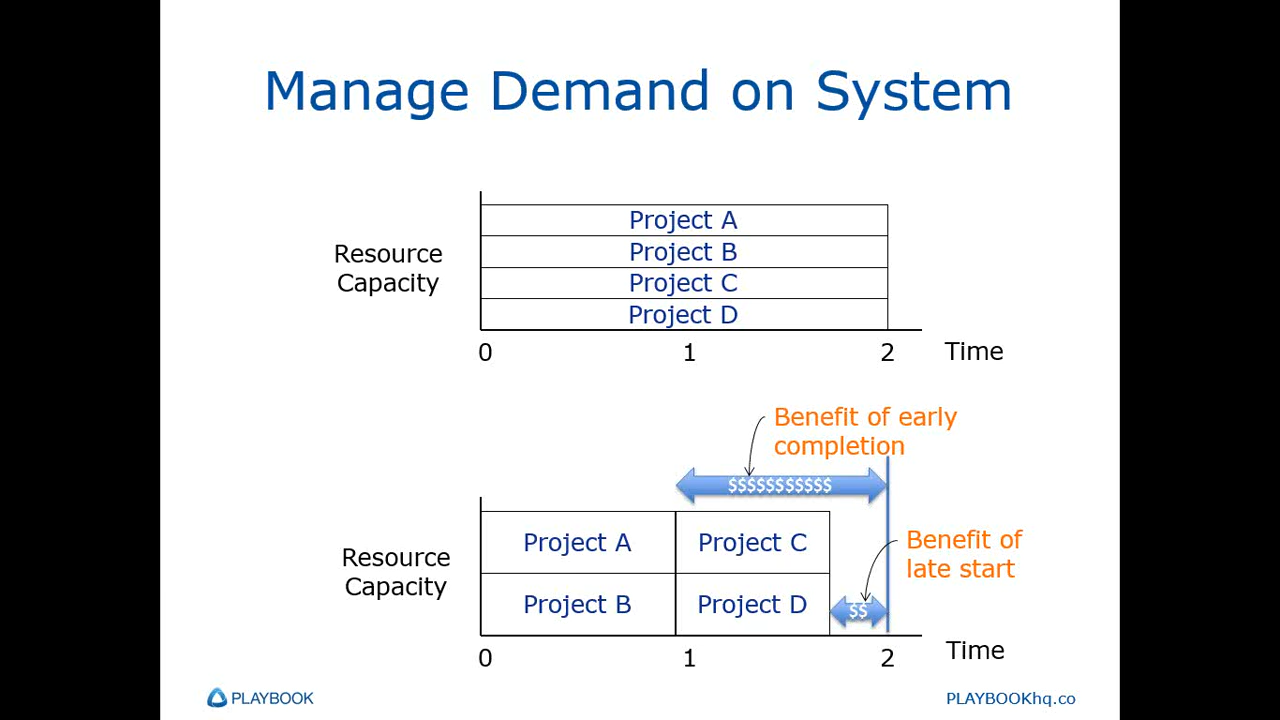 Manage Demand on System
Resource
Capacity
Project A
Project B
Project C
Project D
0 1 2 Time
Benefit of early
completion
$$$$$$$$$$$
Resource
Capacity
Project A Project C
Project B Project D
Benefit of
late start
$$
0 1 2 Time
PLAYBOOK
PLAYBOOKhq.co